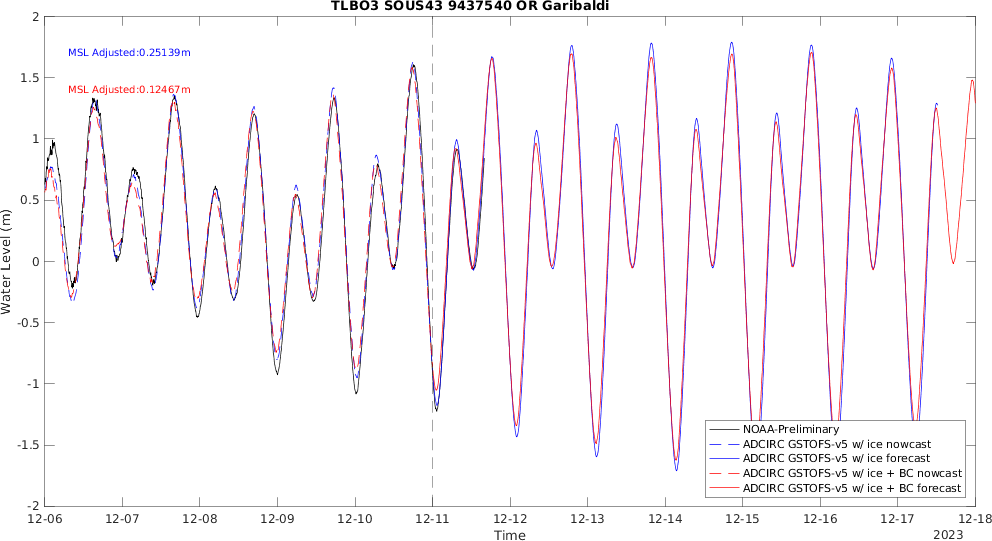 TLBO3 SOUS43 9437540 OR Garibaldi
2
MSL Adjusted:0.25139m
1.5
MSL Adjusted:0.12467m
1
0.5
Water Level (m)
0
-0.5
-1
NOAA-Preliminary
ADCIRC GSTOFS-v5 w/ ice nowcast
-1.5
ADCIRC GSTOFS-v5 w/ ice forecast
ADCIRC GSTOFS-v5 w/ ice + BC nowcast
ADCIRC GSTOFS-v5 w/ ice + BC forecast
-2
12-06 12-07 12-08 12-09 12-10 12-11 12-12 12-13 12-14 12-15 12-16 12-17 12-18
Time
2023